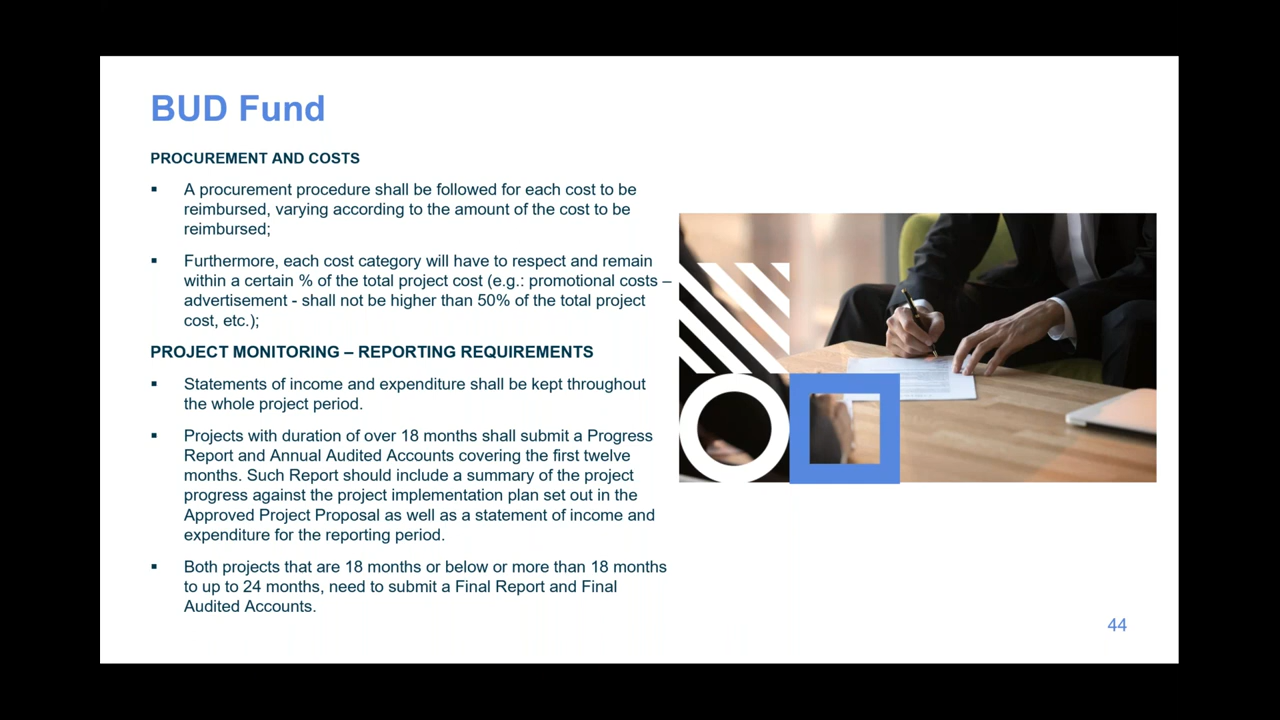 BUD Fund
PROCUREMENT AND COSTS
▪ A procurement procedure shall be followed for each cost to be
reimbursed, varying according to the amount of the cost to be
reimbursed;
▪ Furthermore, each cost category will have to respect and remain
within a certain % of the total project cost (e.g.: promotional costs –
advertisement - shall not be higher than 50% of the total project
cost, etc.);
PROJECT MONITORING – REPORTING REQUIREMENTS
▪ Statements of income and expenditure shall be kept throughout
the whole project period.
▪ Projects with duration of over 18 months shall submit a Progress
Report and Annual Audited Accounts covering the first twelve
months. Such Report should include a summary of the project
progress against the project implementation plan set out in the
Approved Project Proposal as well as a statement of income and
expenditure for the reporting period.
▪ Both projects that are 18 months or below or more than 18 months
to up to 24 months, need to submit a Final Report and Final
Audited Accounts.
44